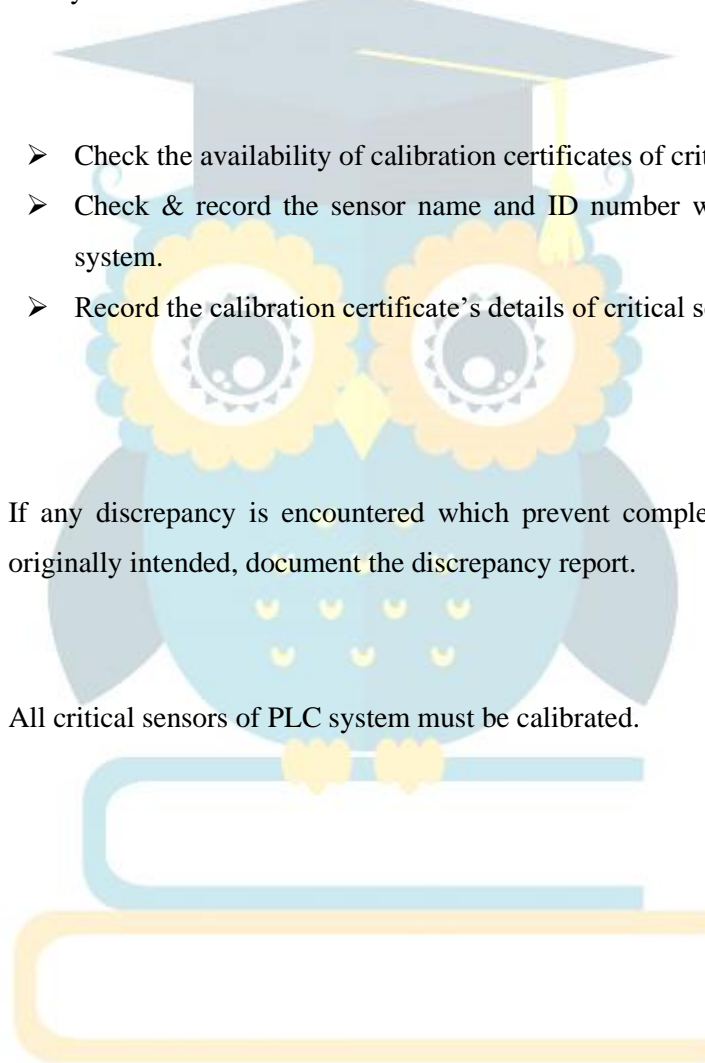 ➢ Check the availability of calibration certificates of
➢ Check & record the sensor name and ID number
system.
➢ Record the calibration certificate’s details of critical
If any discrepancy is encountered which prevent
originally intended, document the discrepancy report.
All critical sensors of PLC system must be calibrated.